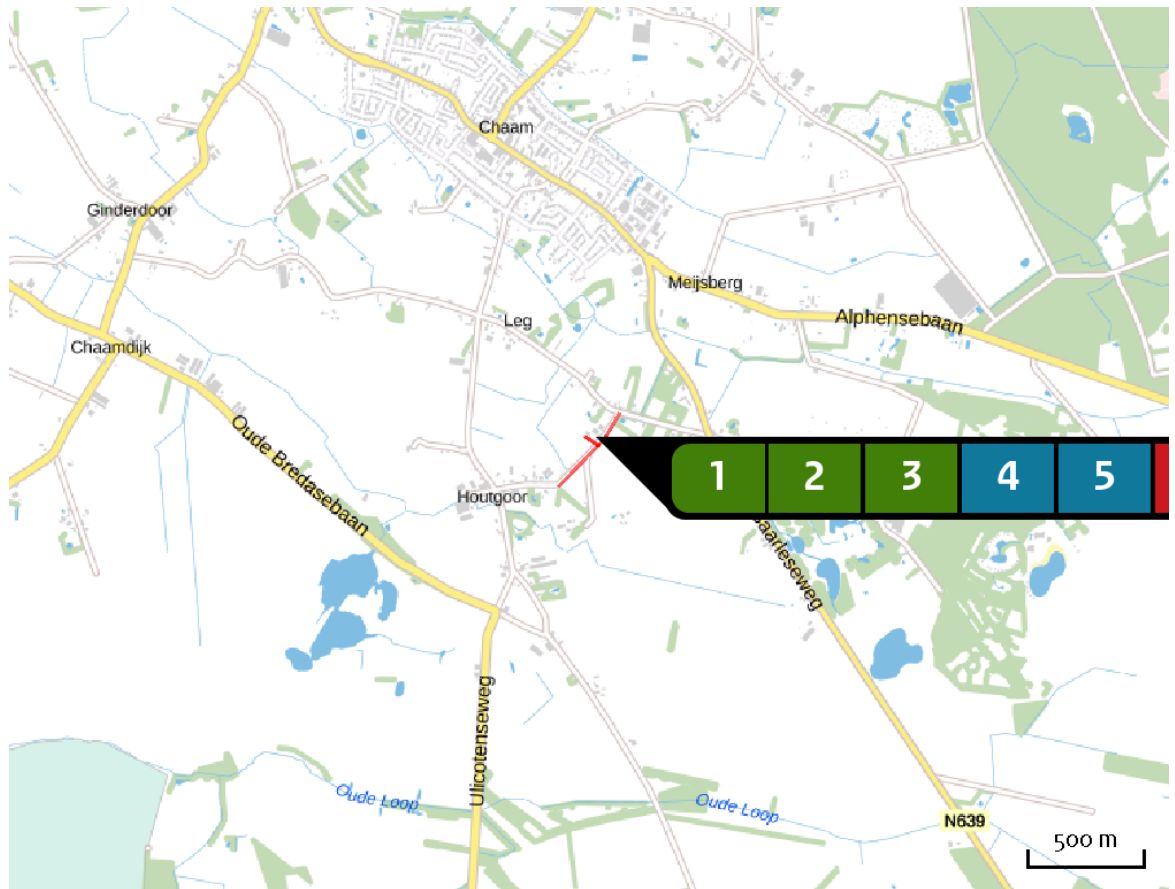 Chaam
Ginderdoor
Meijsberg
Leg
Alphensebaan
Chaamdijk
Oude Bredasebaan
1 2 3 4 5
Houtgoor
Baarleseweg
Ulicotenseweg
Oude Loop
Oude Loop
N639
500 m